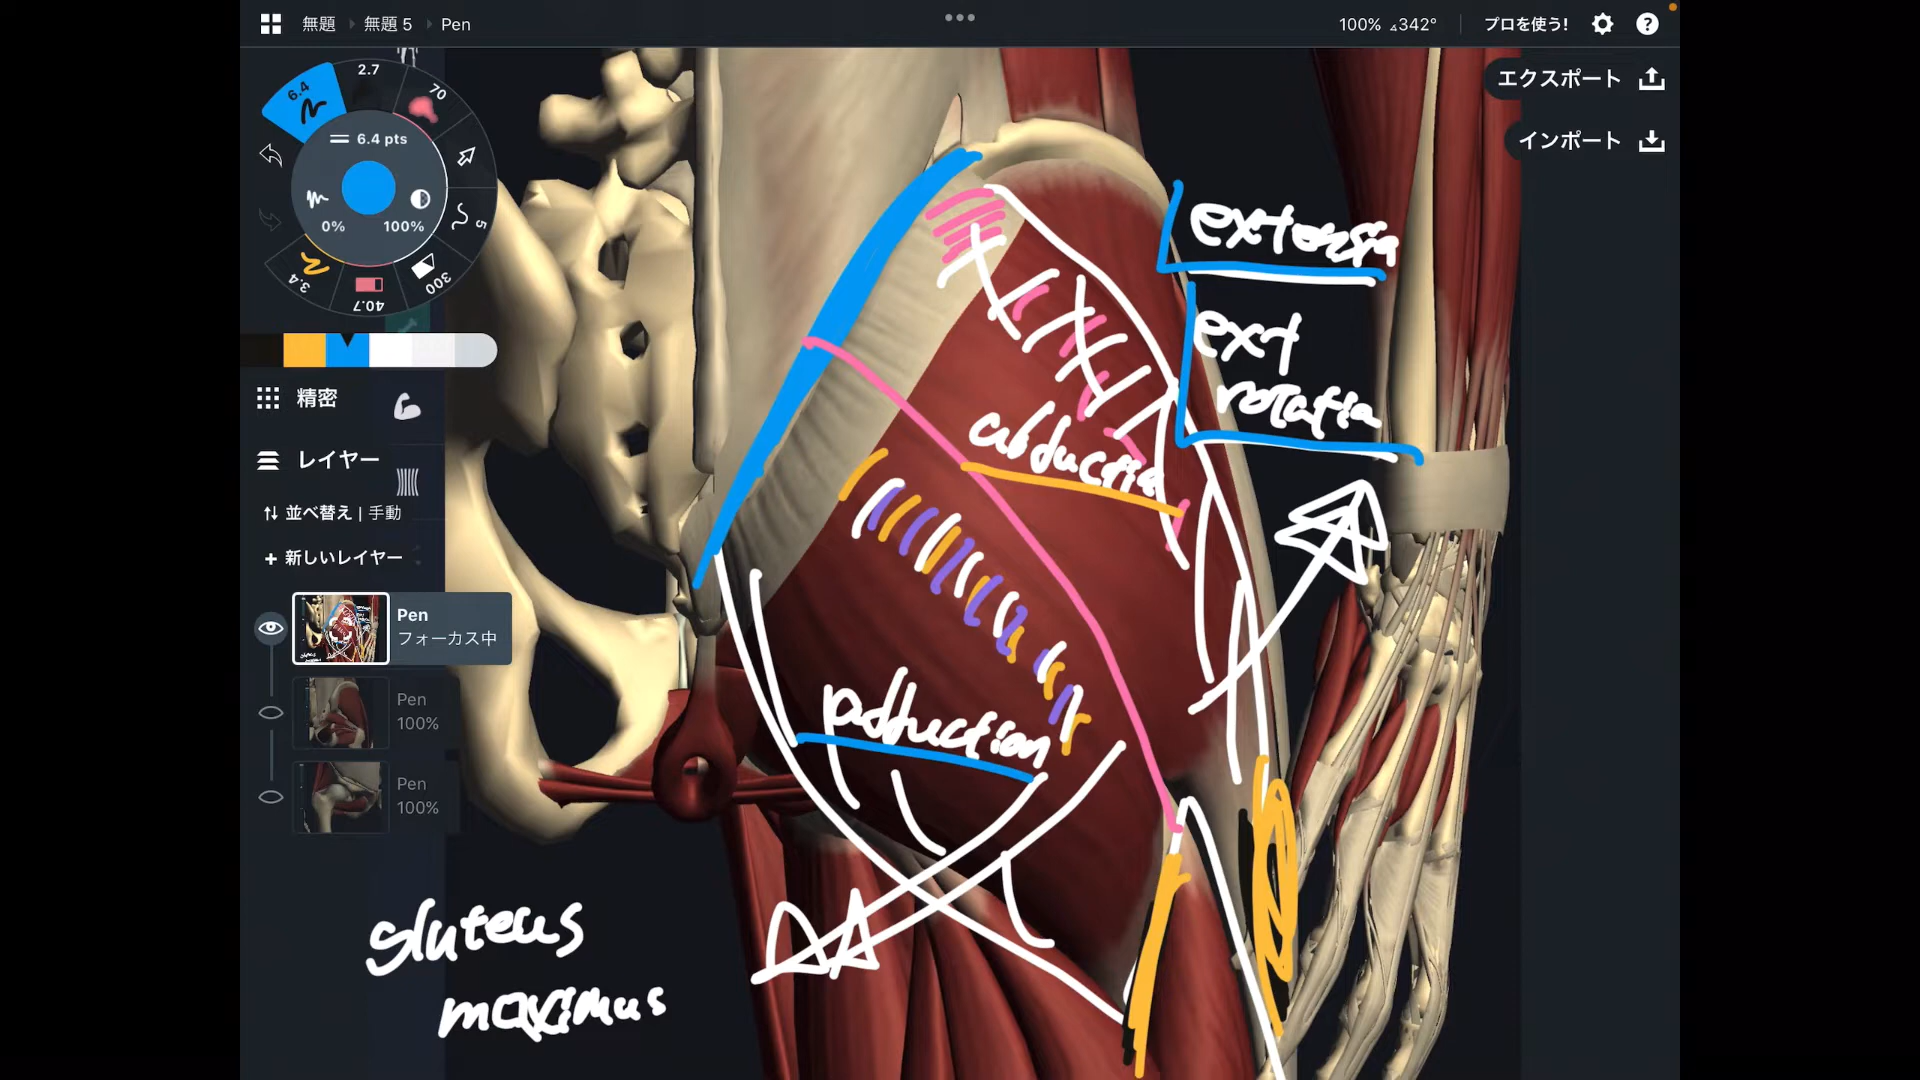 無題 無題 5 Pen
100% ⊿342°
プロを使う!
エクスポート
インポート
2.7
6.4
70
6.4 pts
0%
100%
5
3.4
40.7
300
精密
レイヤー
並べ替え | 手動
+ 新しいレイヤー
Pen
フォーカス中
Pen
100%
Pen
100%
extension
ext
rotation
abduction
adduction
gluteus
maximus